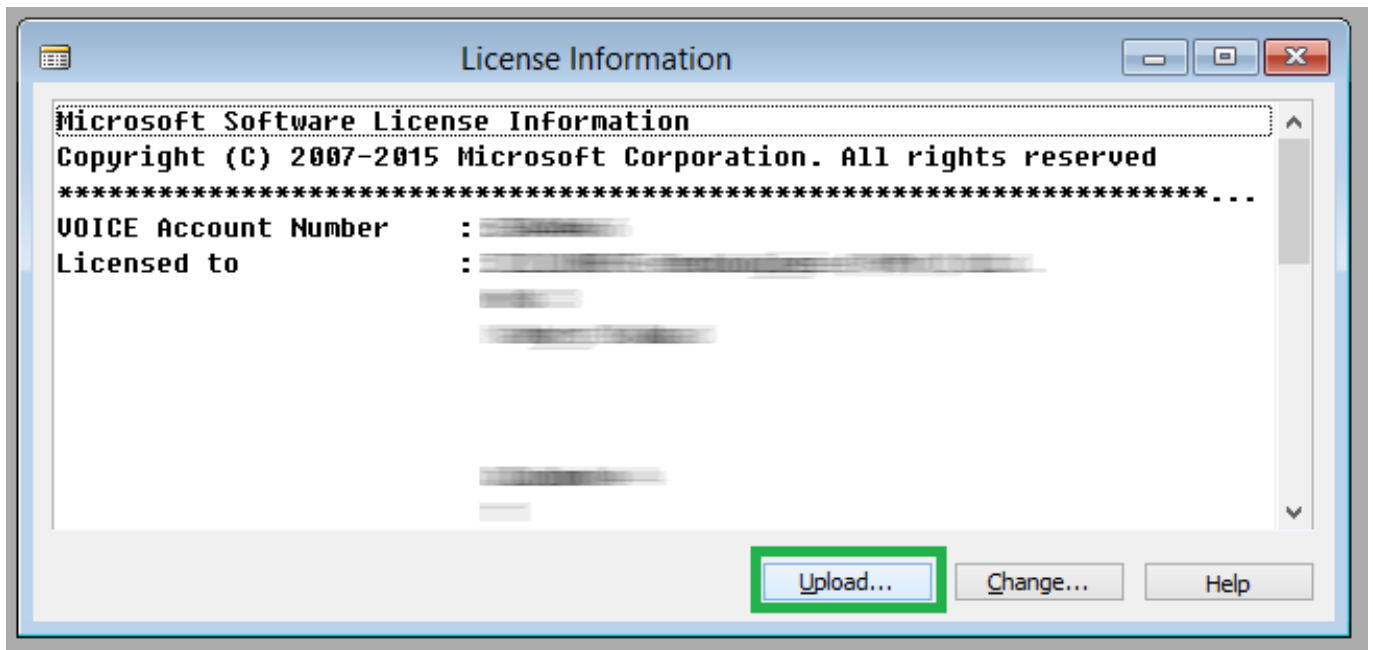 License Information
Microsoft Software License Information
Copyright (C) 2007-2015 Microsoft Corporation. All rights reserved
*********************************************************************...
VOICE Account Number :
Licensed to :
Upload... Change... Help